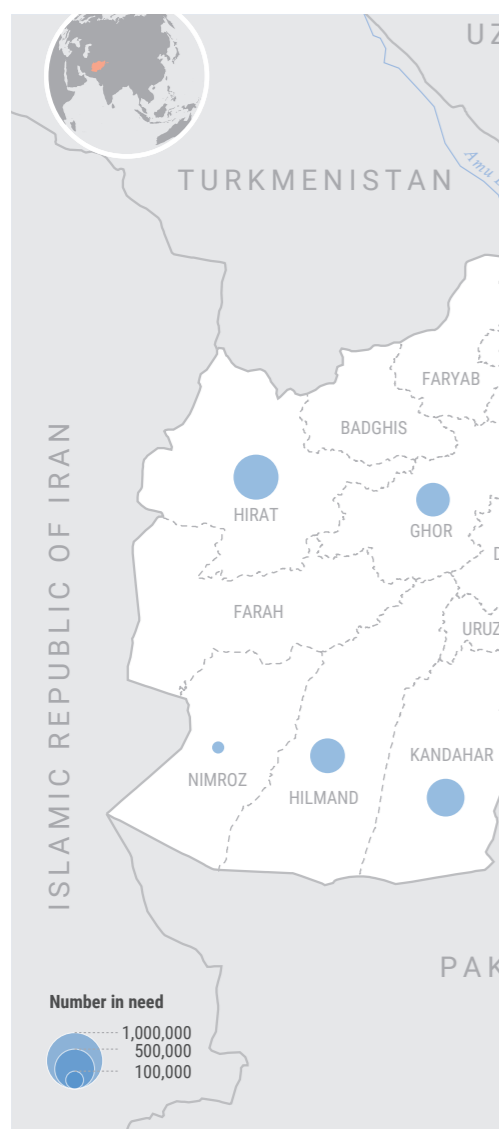 UZ
Amu
TURKMENISTAN
FARYAB
BADGHIS
HIRAT
GHOR
D
FARAH
URUZ
ISLAMIC REPUBLIC OF IRAN
KANDAHAR
NIMROZ
HILMAND
PAK
Number in need
1,000,000
500,000
100,000